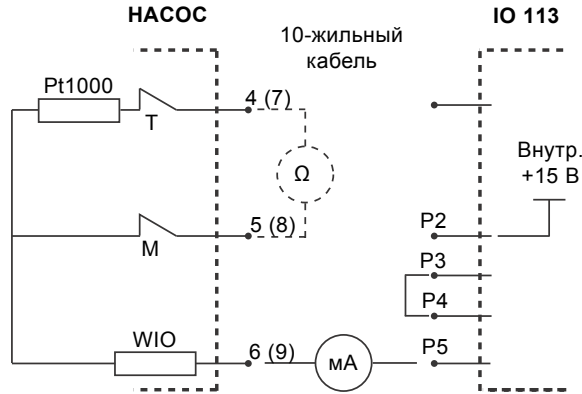 НАСОС
IO 113
10-жильный
кабель
Pt1000
4 (7)
T
Ω
Внутр.
+15 В
5 (8)
P2
M
P3
P4
WIO
6 (9)
мА
P5